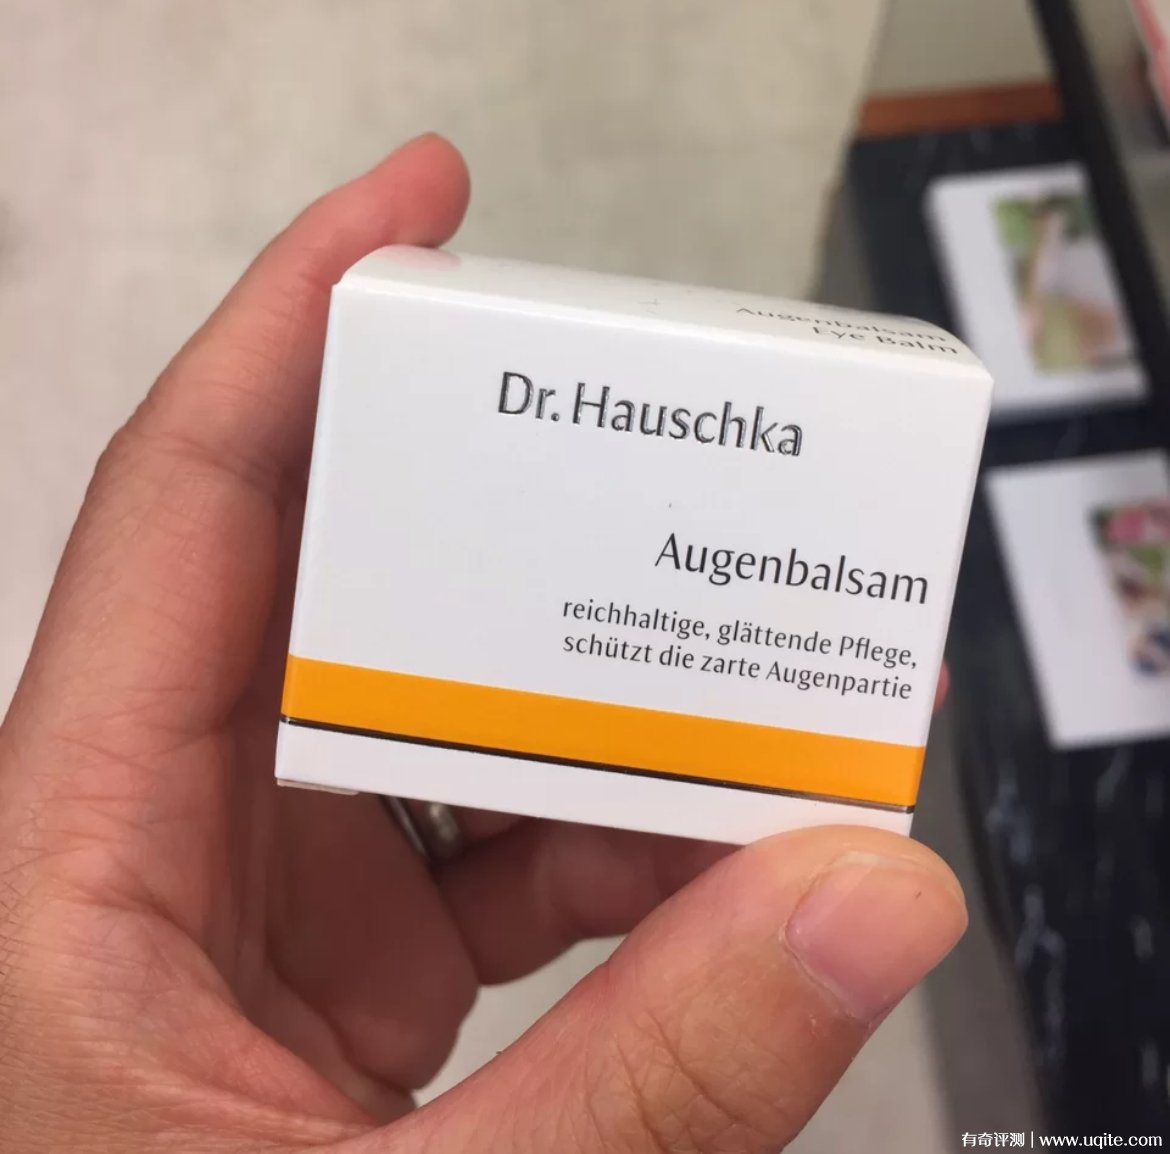 Augenbalsam
Eye Balm
Dr. Hauschka
Augenbalsam
reichhaltige, glättende Pflege,
schützt die zarte Augenpartie
有奇评测 | www.uqite.com